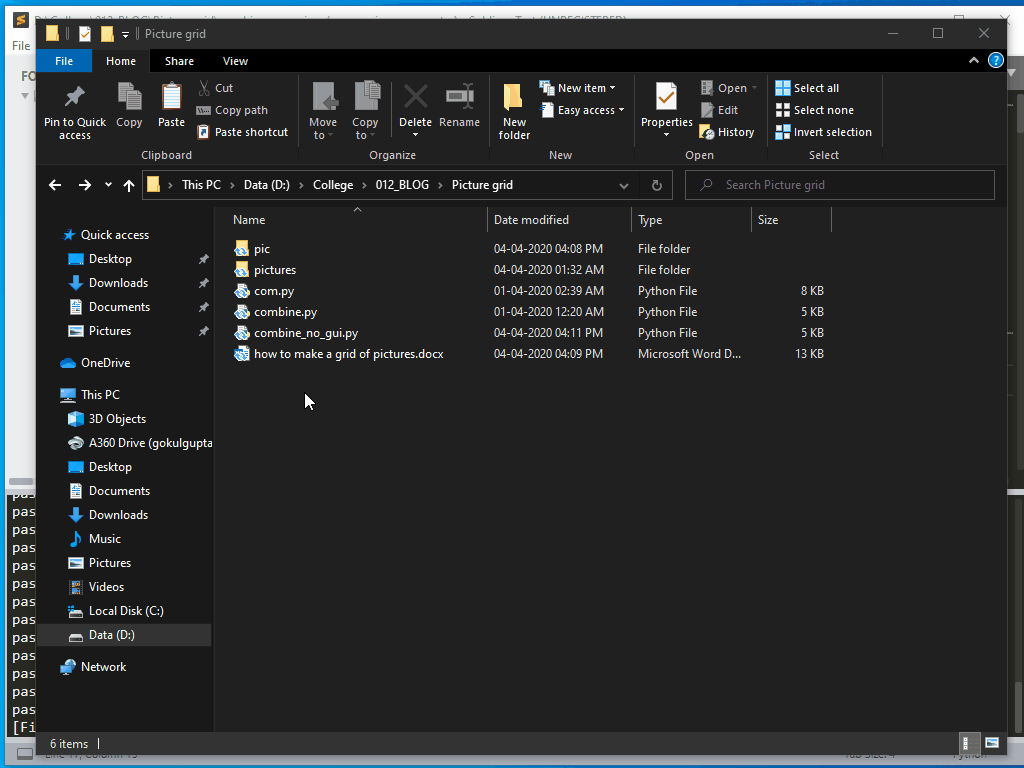 Picture grid
File
File Home Share View
FO
Pin to Quick access
Copy
Paste
Cut
Copy path
Paste shortcut
Clipboard
Move to
Copy to
Delete
Rename
Organize
New folder
New item
Easy access
New
Properties
Open
Edit
History
Open
Select all
Select none
Invert selection
Select
This PC > Data (D:) > College > 012_BLOG > Picture grid
Search Picture grid
Name Date modified Type Size
pic 04-04-2020 04:08 PM File folder
pictures 04-04-2020 01:32 AM File folder
com.py 01-04-2020 02:39 AM Python File 8 KB
combine.py 01-04-2020 12:20 AM Python File 5 KB
combine_no_gui.py 04-04-2020 04:11 PM Python File 5 KB
how to make a grid of pictures.docx 04-04-2020 04:09 PM Microsoft Word D... 13 KB
Quick access
Desktop
Downloads
Documents
Pictures
OneDrive
This PC
3D Objects
A360 Drive (gokulgupta
Desktop
Documents
Downloads
Music
Pictures
Videos
Local Disk (C:)
Data (D:)
Network
pas
pas
pas
pas
pas
pas
pas
pas
pas
pas
pas
pas
pas
[Fi
6 items